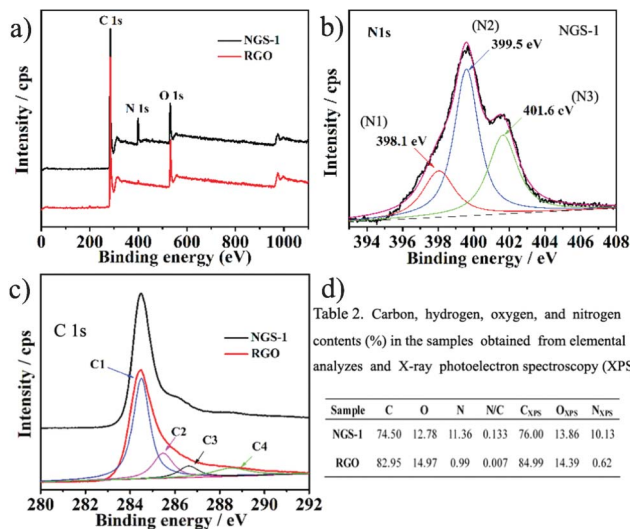 a)
C 1s
N 1s
O 1s
NGS-1
RGO
Intensity / cps
0 200 400 600 800 1000
Binding energy (eV)
b)
N1s
NGS-1
(N2)
399.5 eV
(N3)
401.6 eV
(N1)
398.1 eV
Intensity / cps
394 396 398 400 402 404 406 408
Binding energy / eV
c)
C 1s
NGS-1
RGO
C1
C2
C3
C4
Intensity / cps
280 282 284 286 288 290 292
Binding energy / eV
d)
Table 2. Carbon, hydrogen, oxygen, and nitrogen
contents (%) in the samples obtained from elemental
analyzes and X-ray photoelectron spectroscopy (XPS
Sample C O N N/C CXPS OXPS NXPS
NGS-1 74.50 12.78 11.36 0.133 76.00 13.86 10.13
RGO 82.95 14.97 0.99 0.007 84.99 14.39 0.62